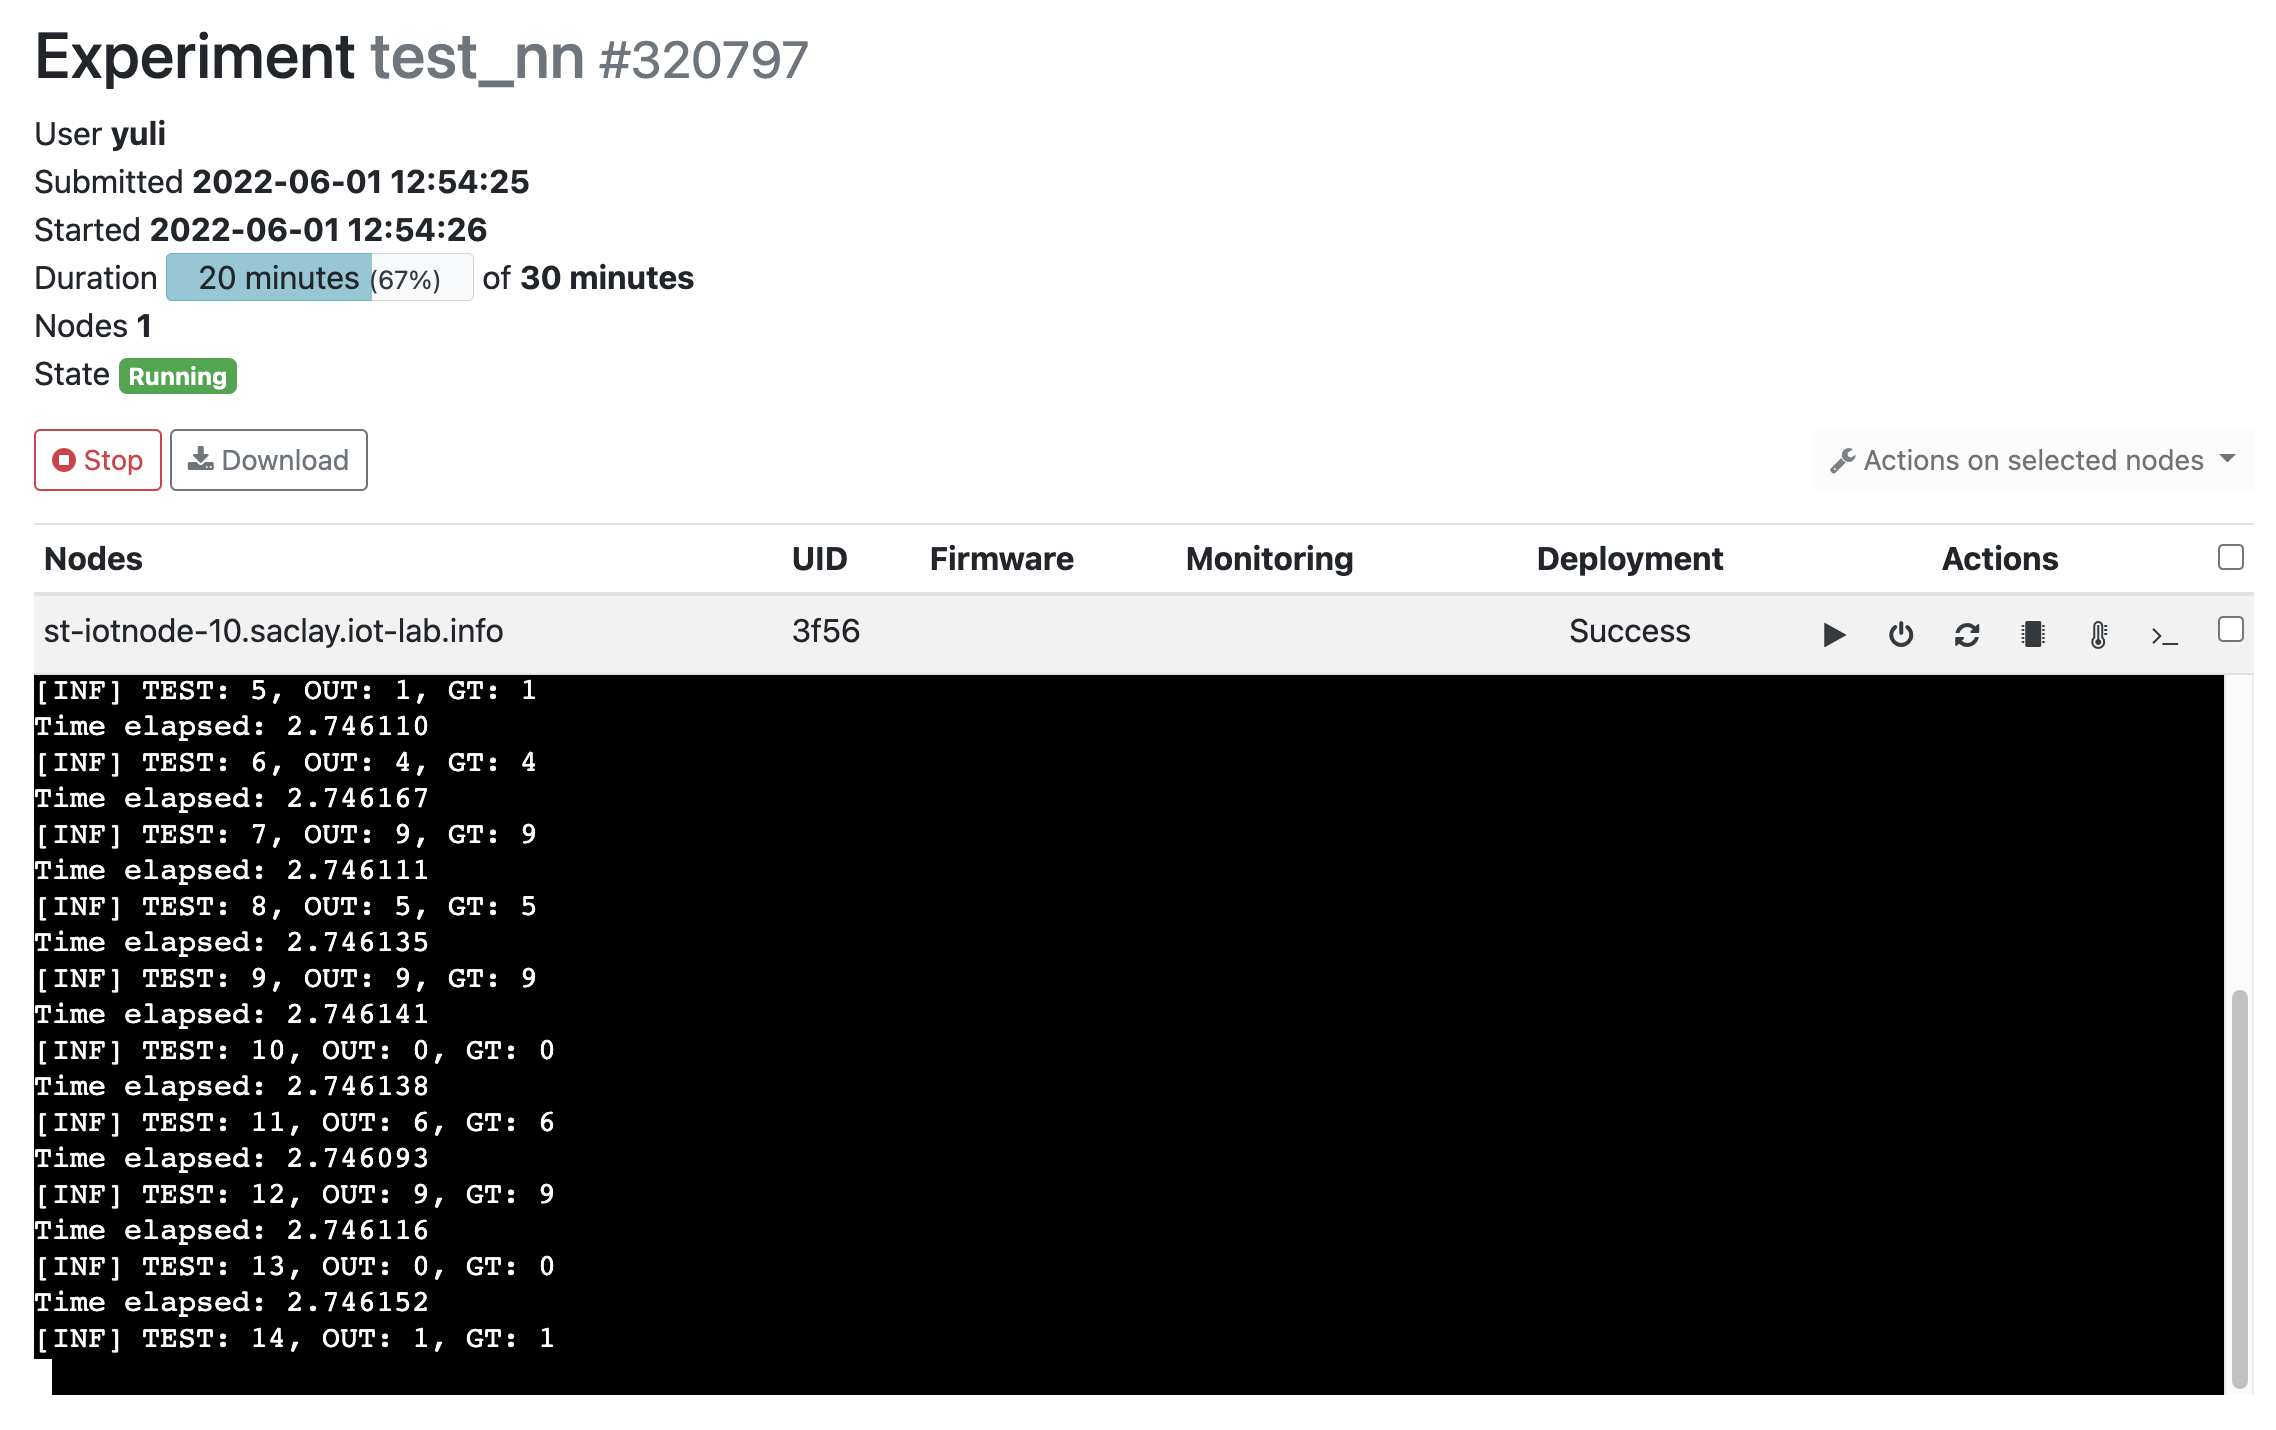 Experiment test_nn #320797
User yuli
Submitted 2022-06-01 12:54:25
Started 2022-06-01 12:54:26
Duration 20 minutes (67%) of 30 minutes
Nodes 1
State Running
Stop Download Actions on selected nodes
Nodes UID Firmware Monitoring Deployment Actions
st-iotnode-10.saclay.iot-lab.info 3f56 Success
[INF] TEST: 5, OUT: 1, GT: 1
Time elapsed: 2.746110
[INF] TEST: 6, OUT: 4, GT: 4
Time elapsed: 2.746167
[INF] TEST: 7, OUT: 9, GT: 9
Time elapsed: 2.746111
[INF] TEST: 8, OUT: 5, GT: 5
Time elapsed: 2.746135
[INF] TEST: 9, OUT: 9, GT: 9
Time elapsed: 2.746141
[INF] TEST: 10, OUT: 0, GT: 0
Time elapsed: 2.746138
[INF] TEST: 11, OUT: 6, GT: 6
Time elapsed: 2.746093
[INF] TEST: 12, OUT: 9, GT: 9
Time elapsed: 2.746116
[INF] TEST: 13, OUT: 0, GT: 0
Time elapsed: 2.746152
[INF] TEST: 14, OUT: 1, GT: 1